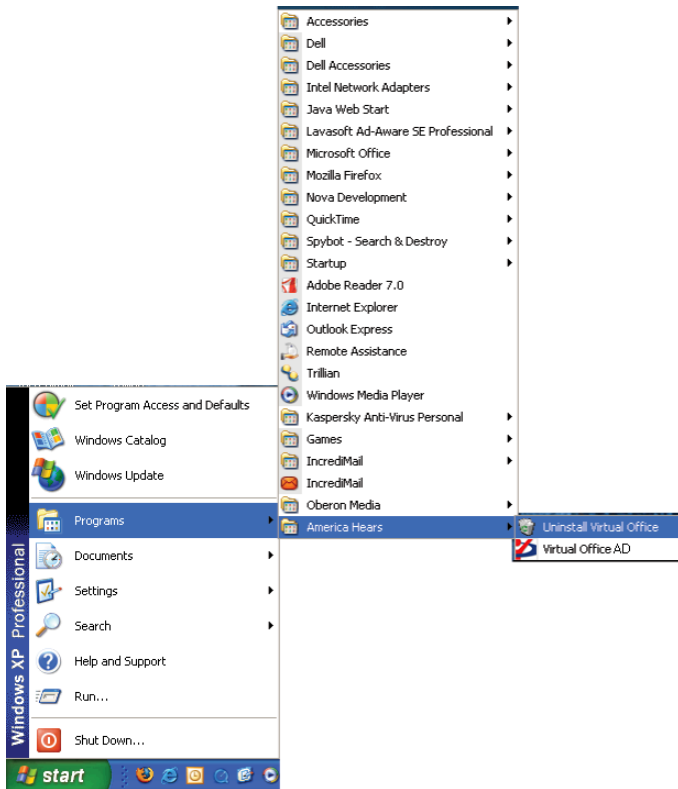 Accessories
Dell
Dell Accessories
Intel Network Adapters
Java Web Start
Lavasoft Ad-Aware SE Professional
Microsoft Office
Mozilla Firefox
Nova Development
QuickTime
Spybot - Search & Destroy
Startup
Adobe Reader 7.0
Internet Explorer
Outlook Express
Remote Assistance
Trillian
Windows Media Player
Kaspersky Anti-Virus Personal
Games
IncrediMail
IncrediMail
Oberon Media
America Hears
Uninstall Virtual Office
Virtual Office AD
Set Program Access and Defaults
Windows Catalog
Windows Update
Programs
Documents
Settings
Search
Help and Support
Run...
Shut Down...
Windows XP Professional
start